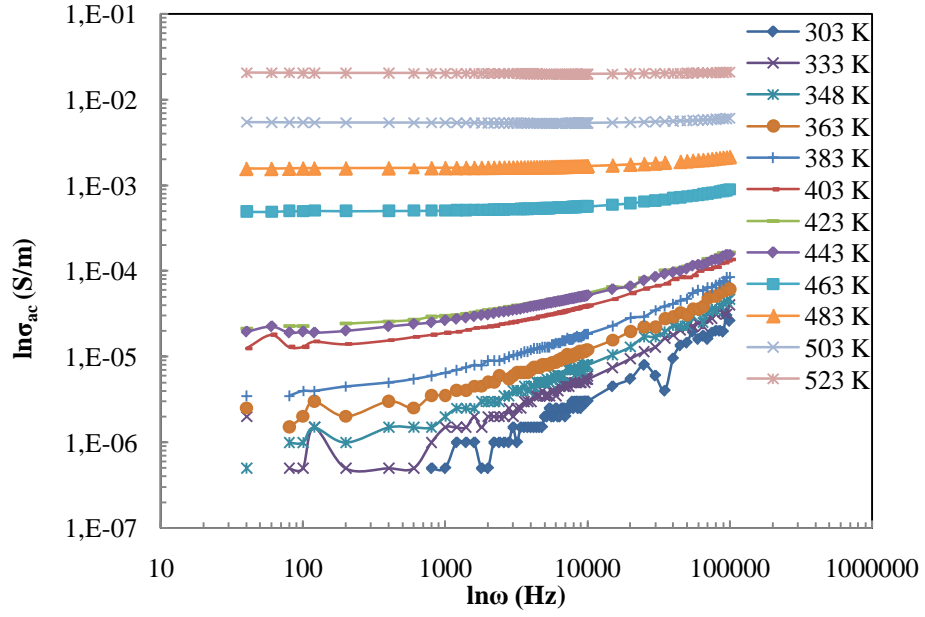 1,E-01
1,E-02
1,E-03
1,E-04
1,E-05
1,E-06
1,E-07
lnσac (S/m)
10
100
1000
10000
100000
1000000
lnω (Hz)
303 K
333 K
348 K
363 K
383 K
403 K
423 K
443 K
463 K
483 K
503 K
523 K